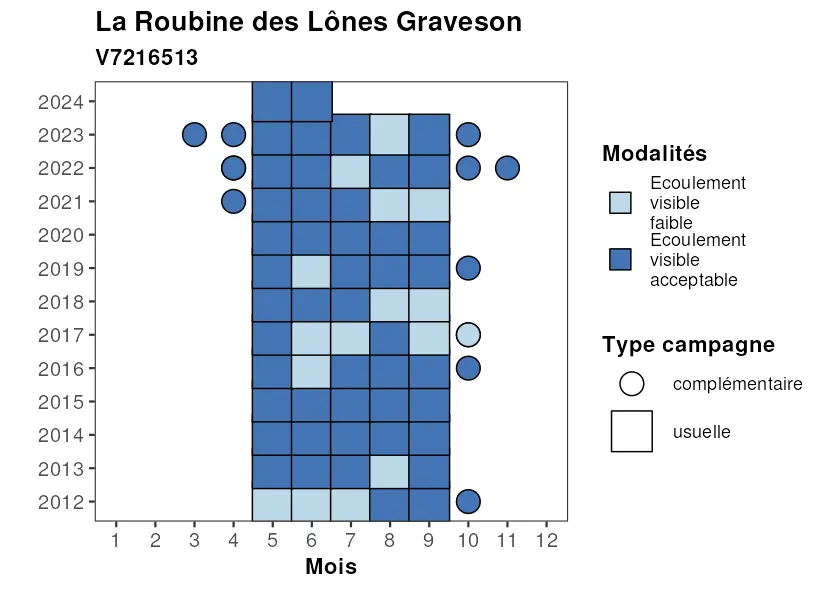 La Roubine des Lônes Graveson
V7216513
2024
2023
2022
2021
2020
2019
2018
2017
2016
2015
2014
2013
2012
1 2 3 4 5 6 7 8 9 10 11 12
Mois
Modalités
Ecoulement
visible
faible
Ecoulement
visible
acceptable
Type campagne
complémentaire
usuelle